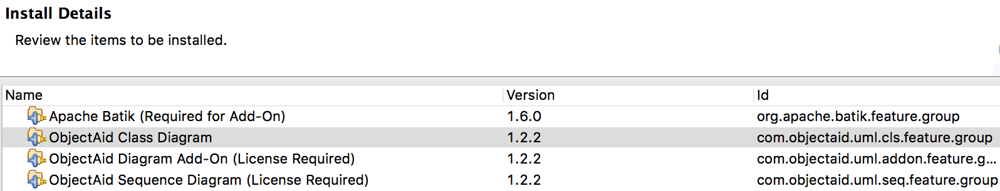 Install Details
Review the items to be installed.
Name Version Id
Apache Batik (Required for Add-On) 1.6.0 org.apache.batik.feature.group
ObjectAid Class Diagram 1.2.2 com.objectaid.uml.cls.feature.group
ObjectAid Diagram Add-On (License Required) 1.2.2 com.objectaid.uml.addon.feature.g...
ObjectAid Sequence Diagram (License Required) 1.2.2 com.objectaid.uml.seq.feature.group